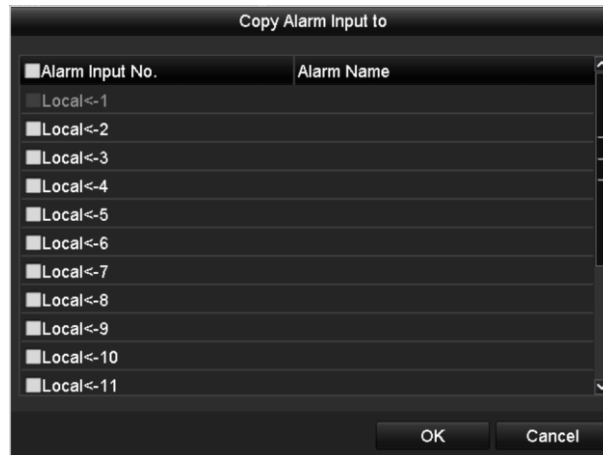 Copy Alarm Input to
Alarm Input No. Alarm Name
Local<-1
Local<-2
Local<-3
Local<-4
Local<-5
Local<-6
Local<-7
Local<-8
Local<-9
Local<-10
Local<-11
OK Cancel